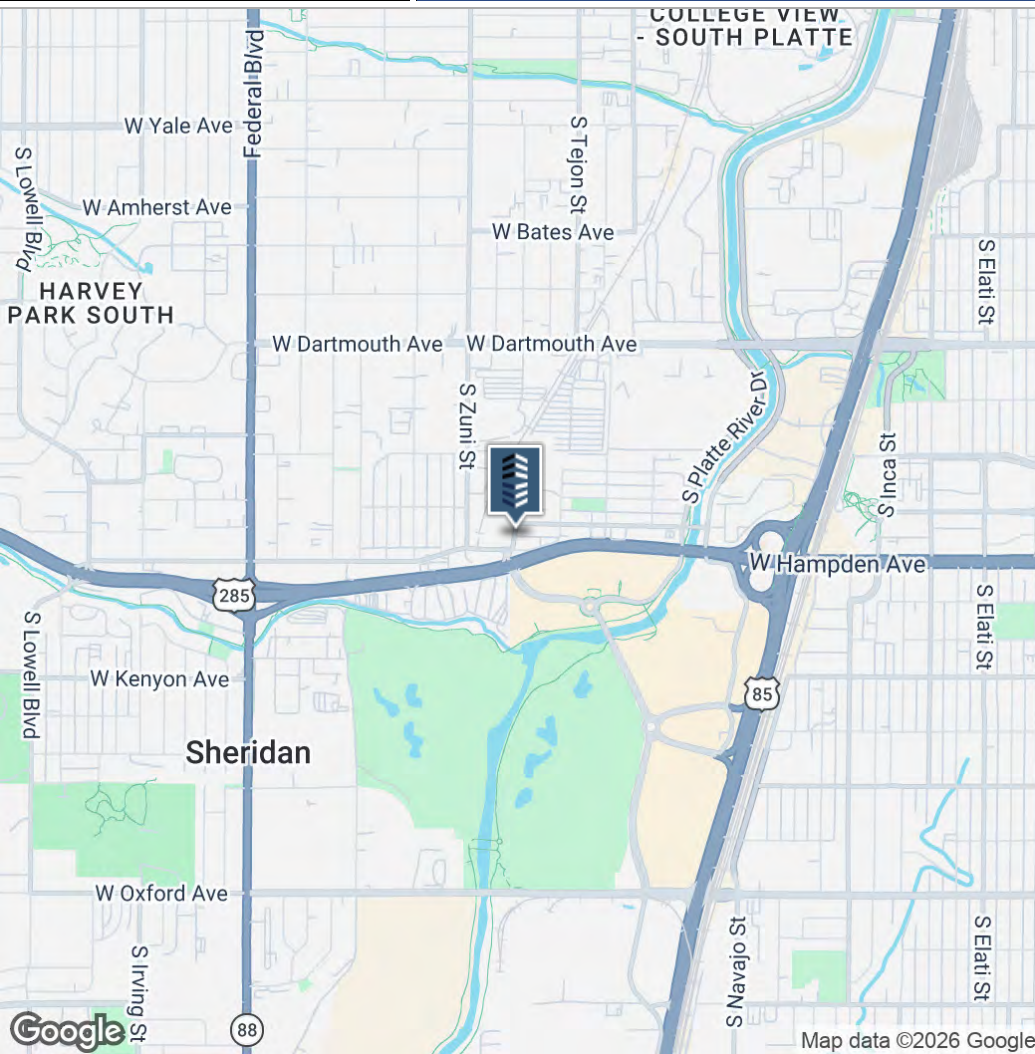 COLLEGE VIEW
- SOUTH PLATTE
Federal Blvd
W Yale Ave
S Tejon St
S Lowell Blvd
W Amherst Ave
W Bates Ave
S Elati St
HARVEY
PARK SOUTH
W Dartmouth Ave
W Dartmouth Ave
S Zuni St
S Platte River Dr
S Inca St
W Hampden Ave
285
S Elati St
S Lowell Blvd
W Kenyon Ave
85
Sheridan
W Oxford Ave
S Irving St
S Navajo St
S Elati St
88
Google
Map data ©2026 Google